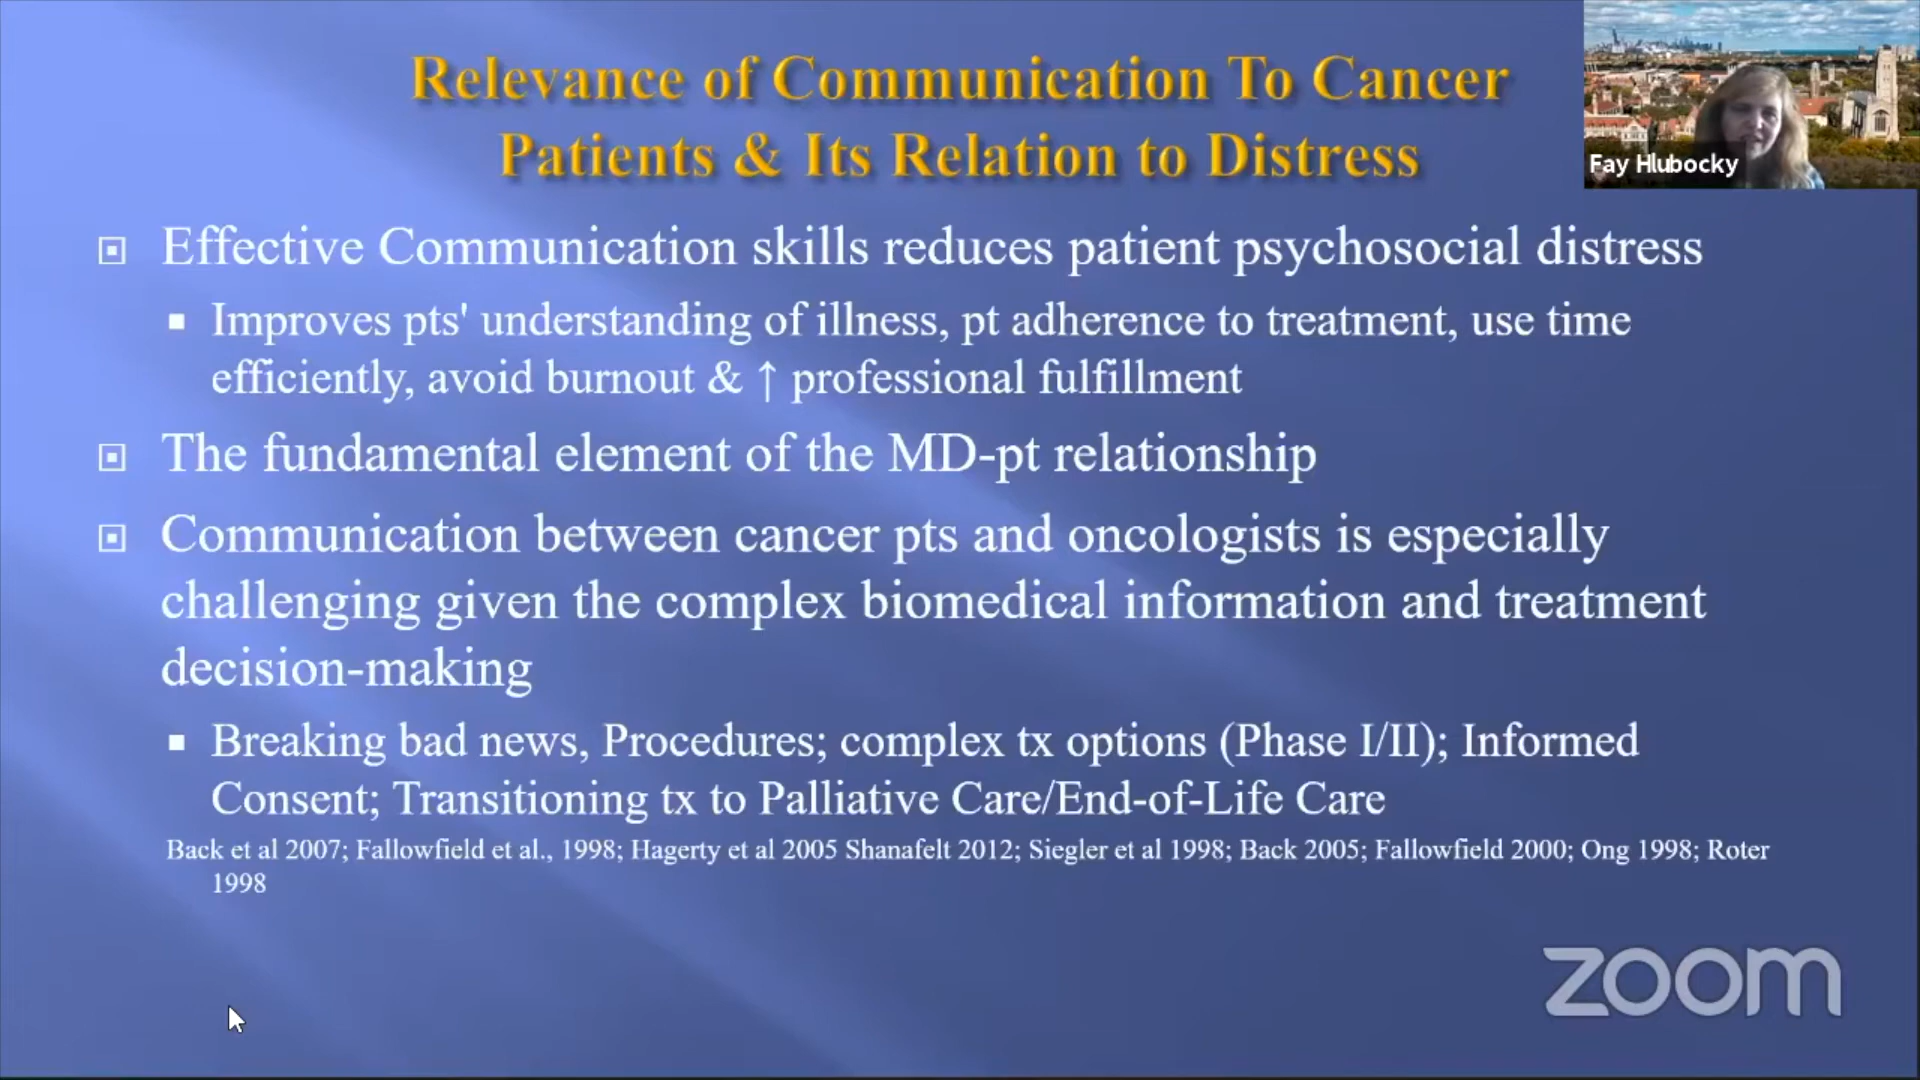 Relevance of Communication To Cancer
Patients & Its Relation to Distress
Fay Hlubocky
Effective Communication skills reduces patient psychosocial distress
Improves pts' understanding of illness, pt adherence to treatment, use time
efficiently, avoid burnout & ↑ professional fulfillment
The fundamental element of the MD-pt relationship
Communication between cancer pts and oncologists is especially
challenging given the complex biomedical information and treatment
decision-making
Breaking bad news, Procedures; complex tx options (Phase I/II); Informed
Consent; Transitioning tx to Palliative Care/End-of-Life Care
Back et al 2007; Fallowfield et al., 1998; Hagerty et al 2005 Shanafelt 2012; Siegler et al 1998; Back 2005; Fallowfield 2000; Ong 1998; Roter
1998
zoom